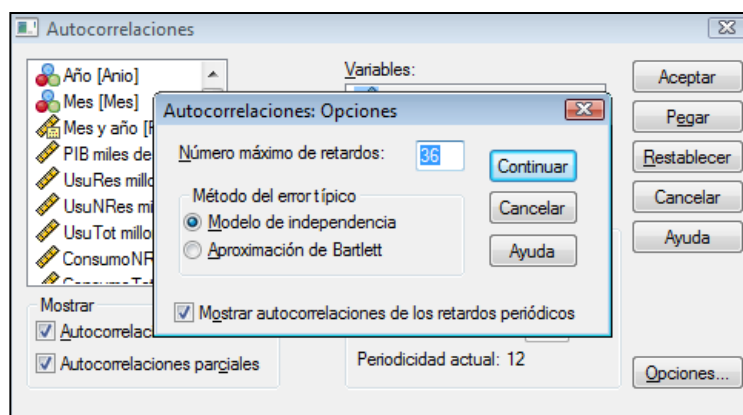 Autocorrelaciones
Año [Anio]
Mes [Mes]
Mes y año
PIB miles de
UsuRes millo
UsuNRes mi
UsuTot millo
ConsumoNR
Variables:
Aceptar
Pegar
Restablecer
Cancelar
Ayuda
Autocorrelaciones: Opciones
Número máximo de retardos: 36
Método del error típico
Modelo de independencia
Aproximación de Bartlett
Mostrar autocorrelaciones de los retardos periódicos
Continuar
Cancelar
Ayuda
Mostrar
Autocorrelac
Autocorrelaciones parciales
Periodicidad actual: 12
Opciones...